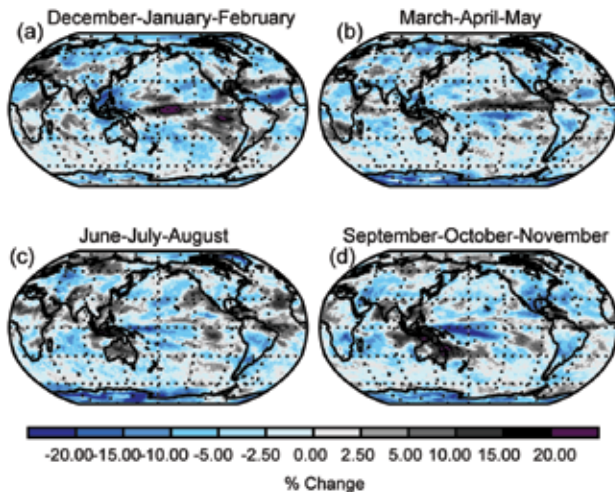 December-January-February
March-April-May
(a)
(b)
June-July-August
September-October-November
(c)
(d)
-20.00 -15.00 -10.00 -5.00 -2.50 0.00 2.50 5.00 10.00 15.00 20.00
% Change